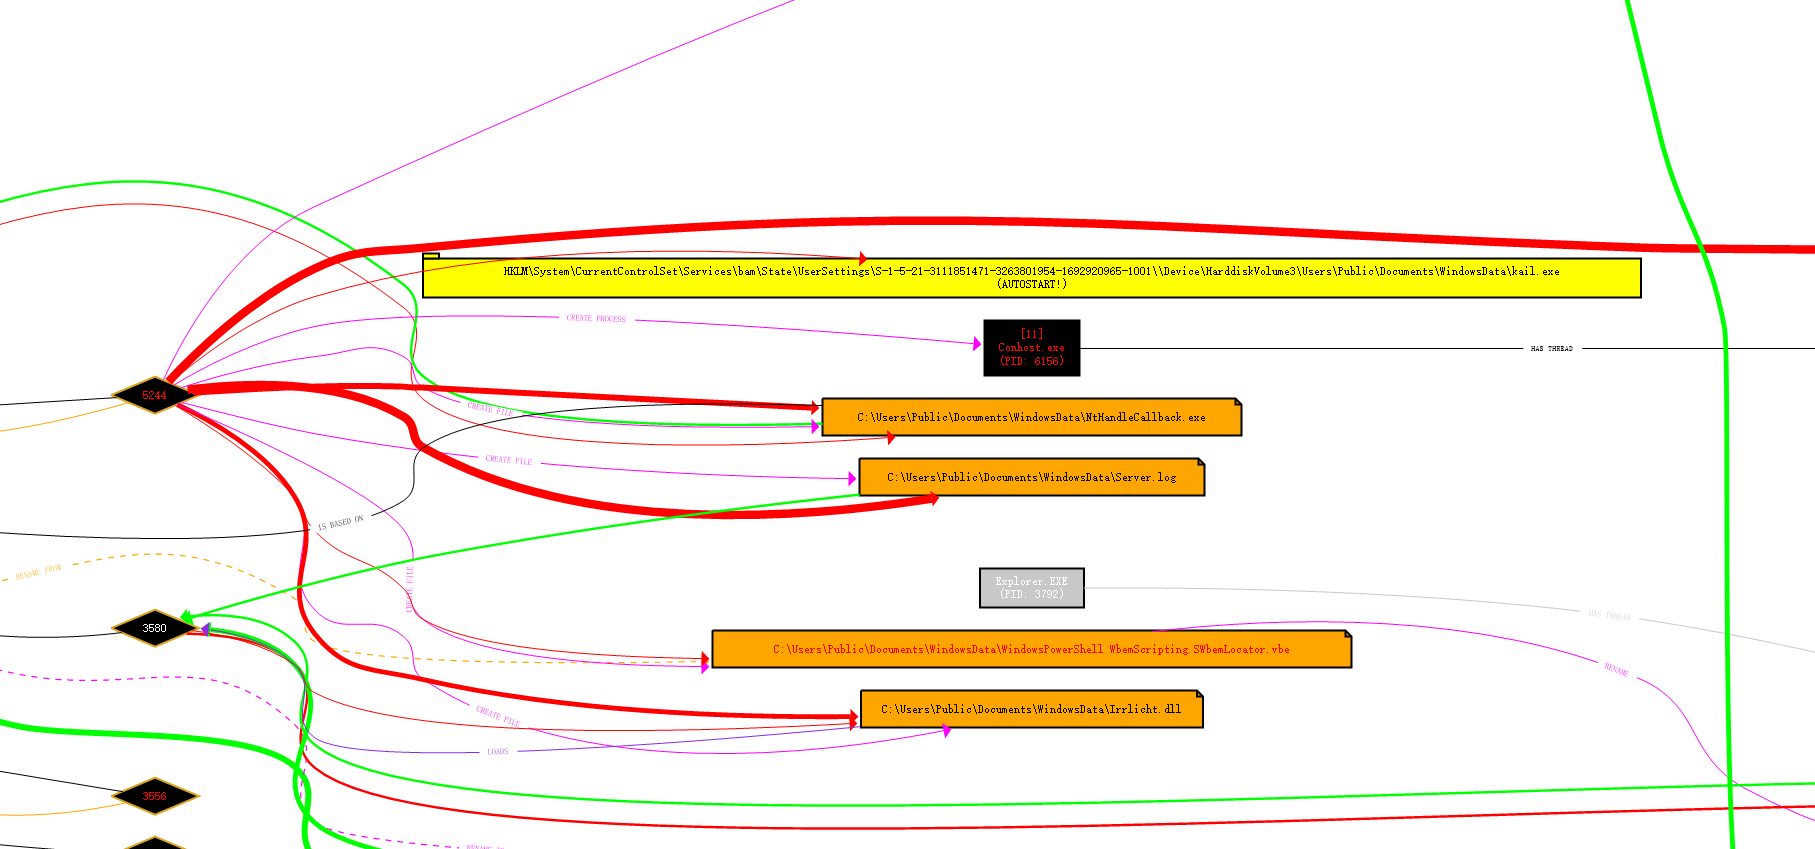 HKLM\System\CurrentControlSet\Services\bam\State\UserSettings\S-1-5-21-3111851471-3263801954-1692920965-1001\\Device\HarddiskVolume3\Users\Public\Documents\WindowsData\kail.exe
(AUTOSTART!)
CREATE PROCESS
[11]
Conhost.exe
(PID: 6156)
HAS THREAD
5244
CREATE FILE
C:\Users\Public\Documents\WindowsData\NtHandleCallback.exe
CREATE FILE
C:\Users\Public\Documents\WindowsData\Server.log
IS BASED ON
RENAME FROM
CREATE FILE
Explorer.EXE
(PID: 3792)
HAS THREAD
3580
C:\Users\Public\Documents\WindowsData\WindowsPowerShell WbemScripting.SWbemLocator.vbe
RENAME
C:\Users\Public\Documents\WindowsData\Irrlicht.dll
CREATE FILE
LOADS
3556